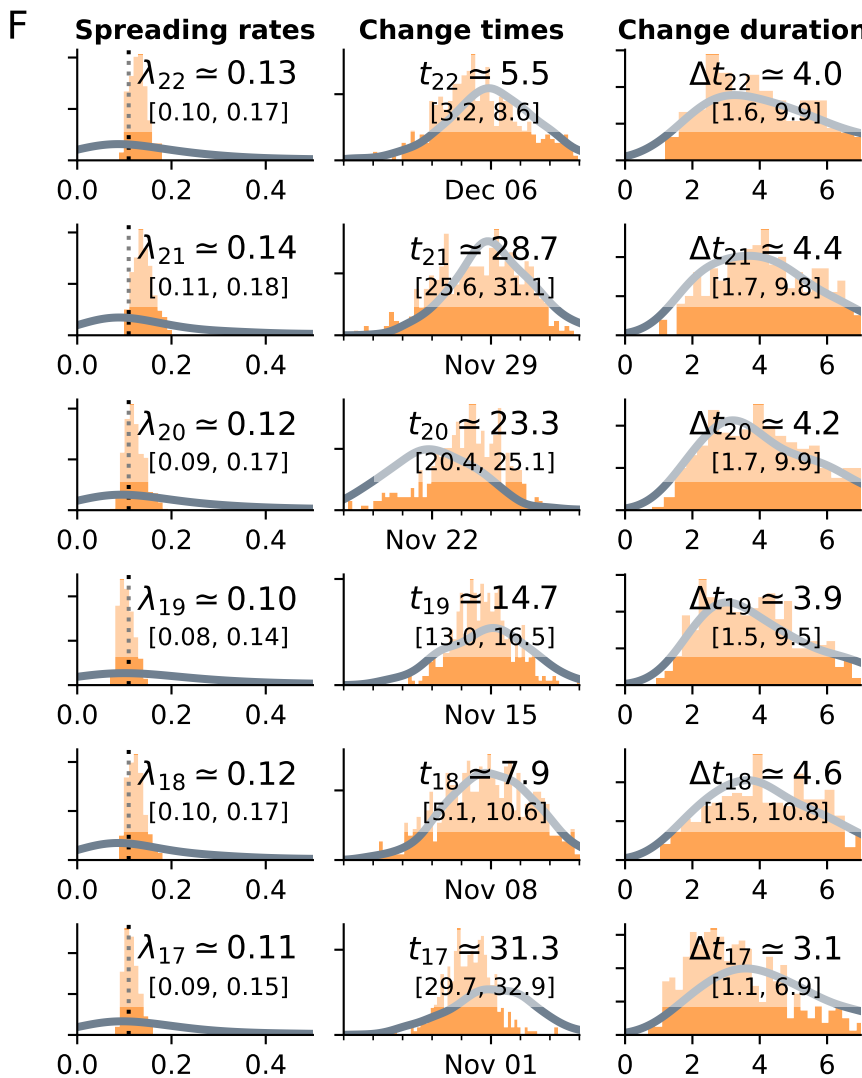 F
Spreading rates Change times Change duration
λ22 ≃ 0.13 t22 ≃ 5.5 Δt22 ≃ 4.0
[0.10, 0.17] [3.2, 8.6] [1.6, 9.9]
0.0 0.2 0.4 Dec 06 0 2 4 6
λ21 ≃ 0.14 t21 ≃ 28.7 Δt21 ≃ 4.4
[0.11, 0.18] [25.6, 31.1] [1.7, 9.8]
0.0 0.2 0.4 Nov 29 0 2 4 6
λ20 ≃ 0.12 t20 ≃ 23.3 Δt20 ≃ 4.2
[0.09, 0.17] [20.4, 25.1] [1.7, 9.9]
0.0 0.2 0.4 Nov 22 0 2 4 6
λ19 ≃ 0.10 t19 ≃ 14.7 Δt19 ≃ 3.9
[0.08, 0.14] [13.0, 16.5] [1.5, 9.5]
0.0 0.2 0.4 Nov 15 0 2 4 6
λ18 ≃ 0.12 t18 ≃ 7.9 Δt18 ≃ 4.6
[0.10, 0.17] [5.1, 10.6] [1.5, 10.8]
0.0 0.2 0.4 Nov 08 0 2 4 6
λ17 ≃ 0.11 t17 ≃ 31.3 Δt17 ≃ 3.1
[0.09, 0.15] [29.7, 32.9] [1.1, 6.9]
0.0 0.2 0.4 Nov 01 0 2 4 6